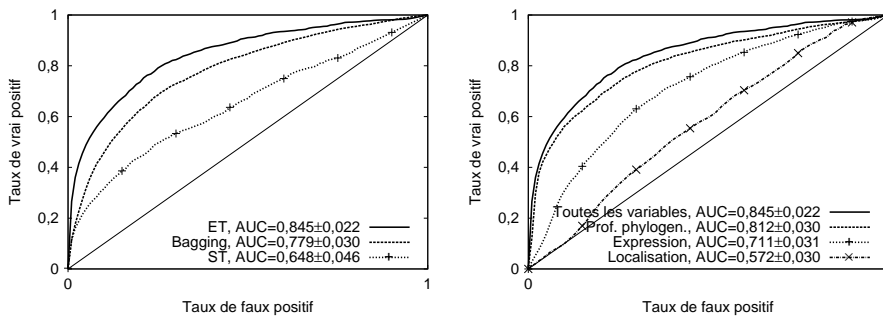 1
0,8
0,6
0,4
0,2
0
Taux de vrai positif
ET, AUC=0,845±0,022
Bagging, AUC=0,779±0,030
ST, AUC=0,648±0,046
0
1
Taux de faux positif
1
0,8
0,6
0,4
0,2
0
Taux de vrai positif
Toutes les variables, AUC=0,845±0,022
Prof. phylogen., AUC=0,812±0,030
Expression, AUC=0,711±0,031
Localisation, AUC=0,572±0,030
0
Taux de faux positif